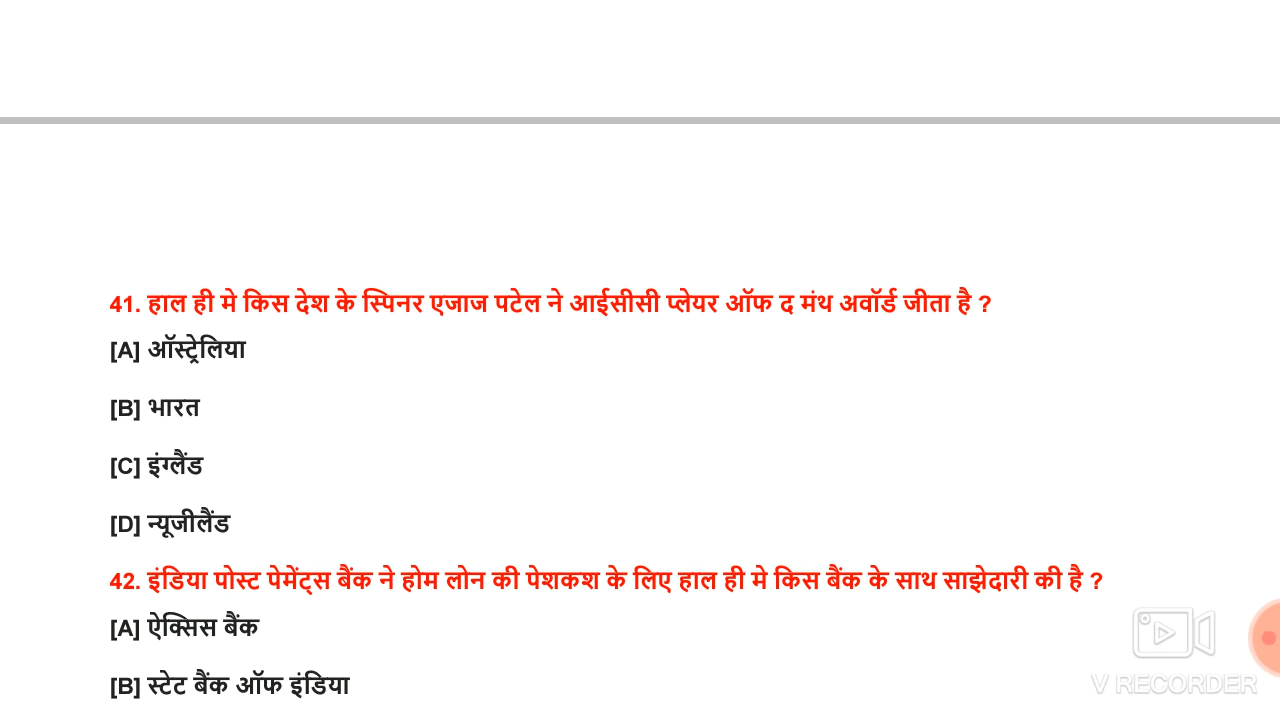 41. हाल ही मे किस देश के स्पिनर एजाज पटेल ने आईसीसी प्लेयर ऑफ द मंथ अवॉर्ड जीता है ?
[A] ऑस्ट्रेलिया
[B] भारत
[C] इंग्लैंड
[D] न्यूजीलैंड
42. इंडिया पोस्ट पेमेंट्स बैंक ने होम लोन की पेशकश के लिए हाल ही मे किस बैंक के साथ साझेदारी की है ?
[A] ऐक्सिस बैंक
[B] स्टेट बैंक ऑफ इंडिया
V RECORDER